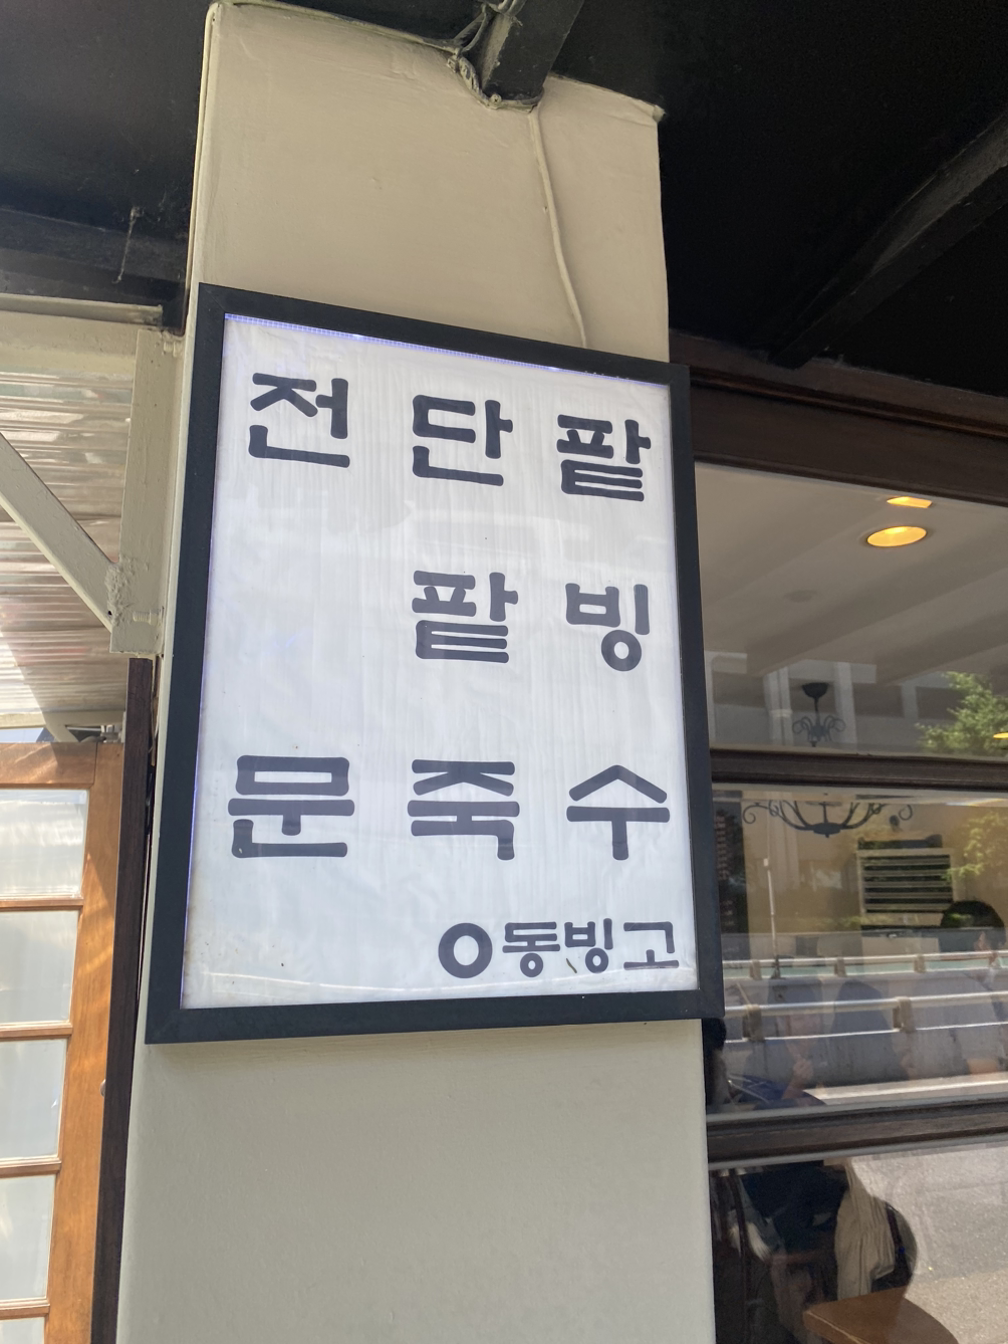 전 단 팥
팥 빙
문 죽 수
동빙고